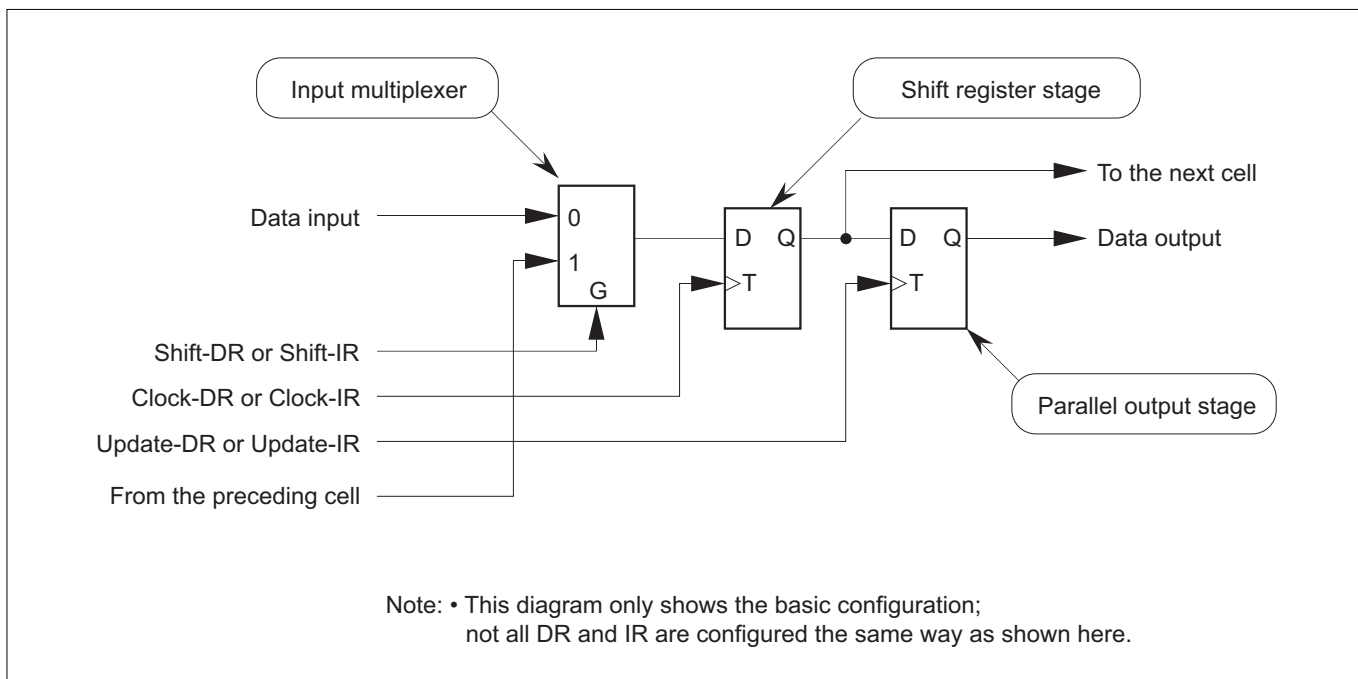 Input multiplexer
Shift register stage
To the next cell
Data input
0
D Q
D Q
Data output
1
T
T
G
Shift-DR or Shift-IR
Clock-DR or Clock-IR
Parallel output stage
Update-DR or Update-IR
From the preceding cell
Note: • This diagram only shows the basic configuration;
not all DR and IR are configured the same way as shown here.